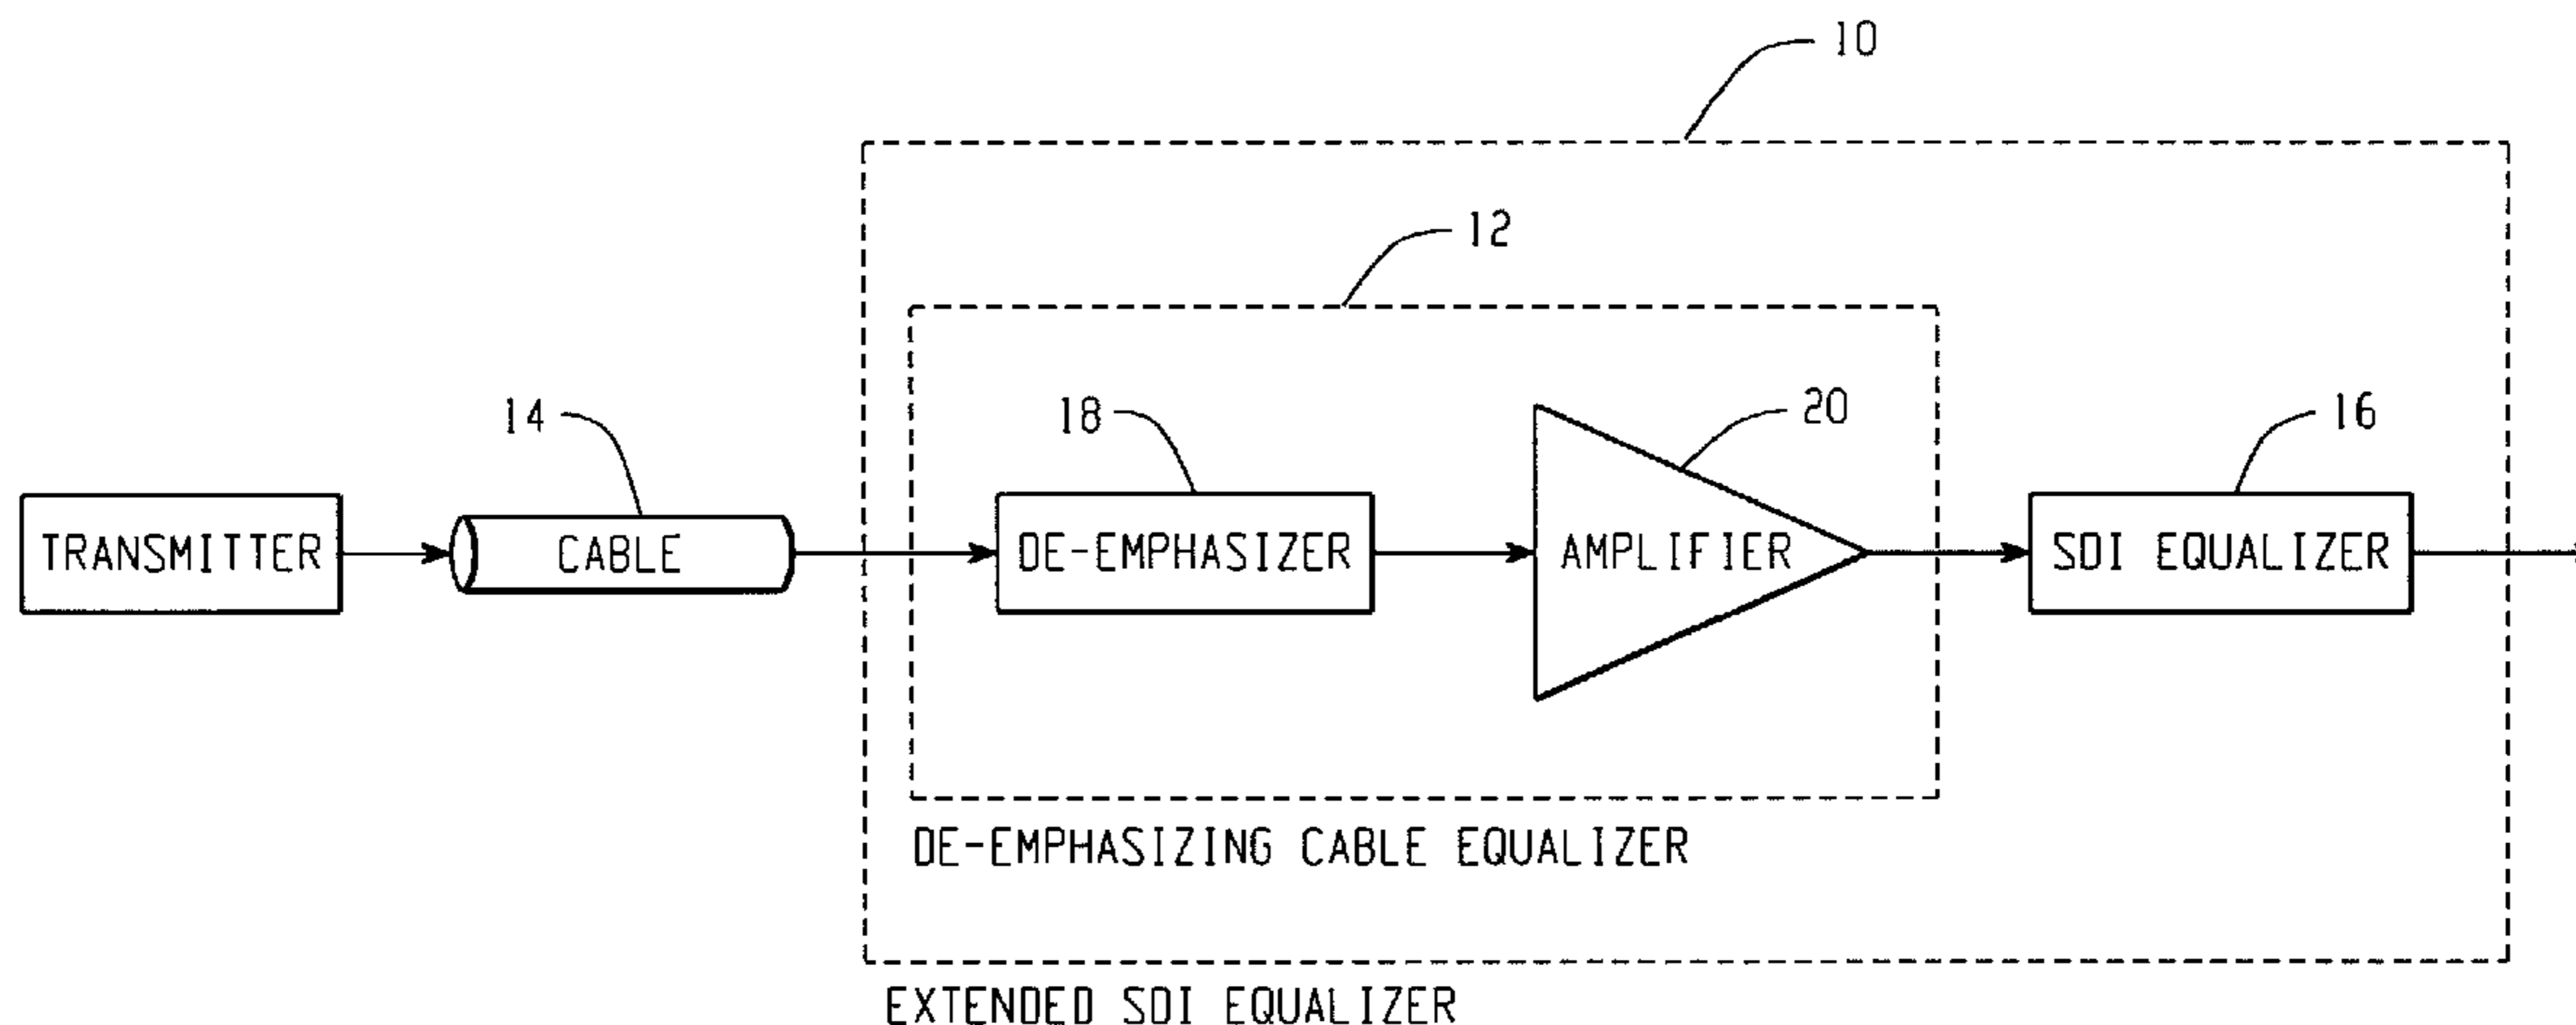 10
12
14
18
20
16
TRANSMITTER
CABLE
DE-EMPHASIZER
AMPLIFIER
SDI EQUALIZER
DE-EMPHASIZING CABLE EQUALIZER
EXTENDED SDI EQUALIZER